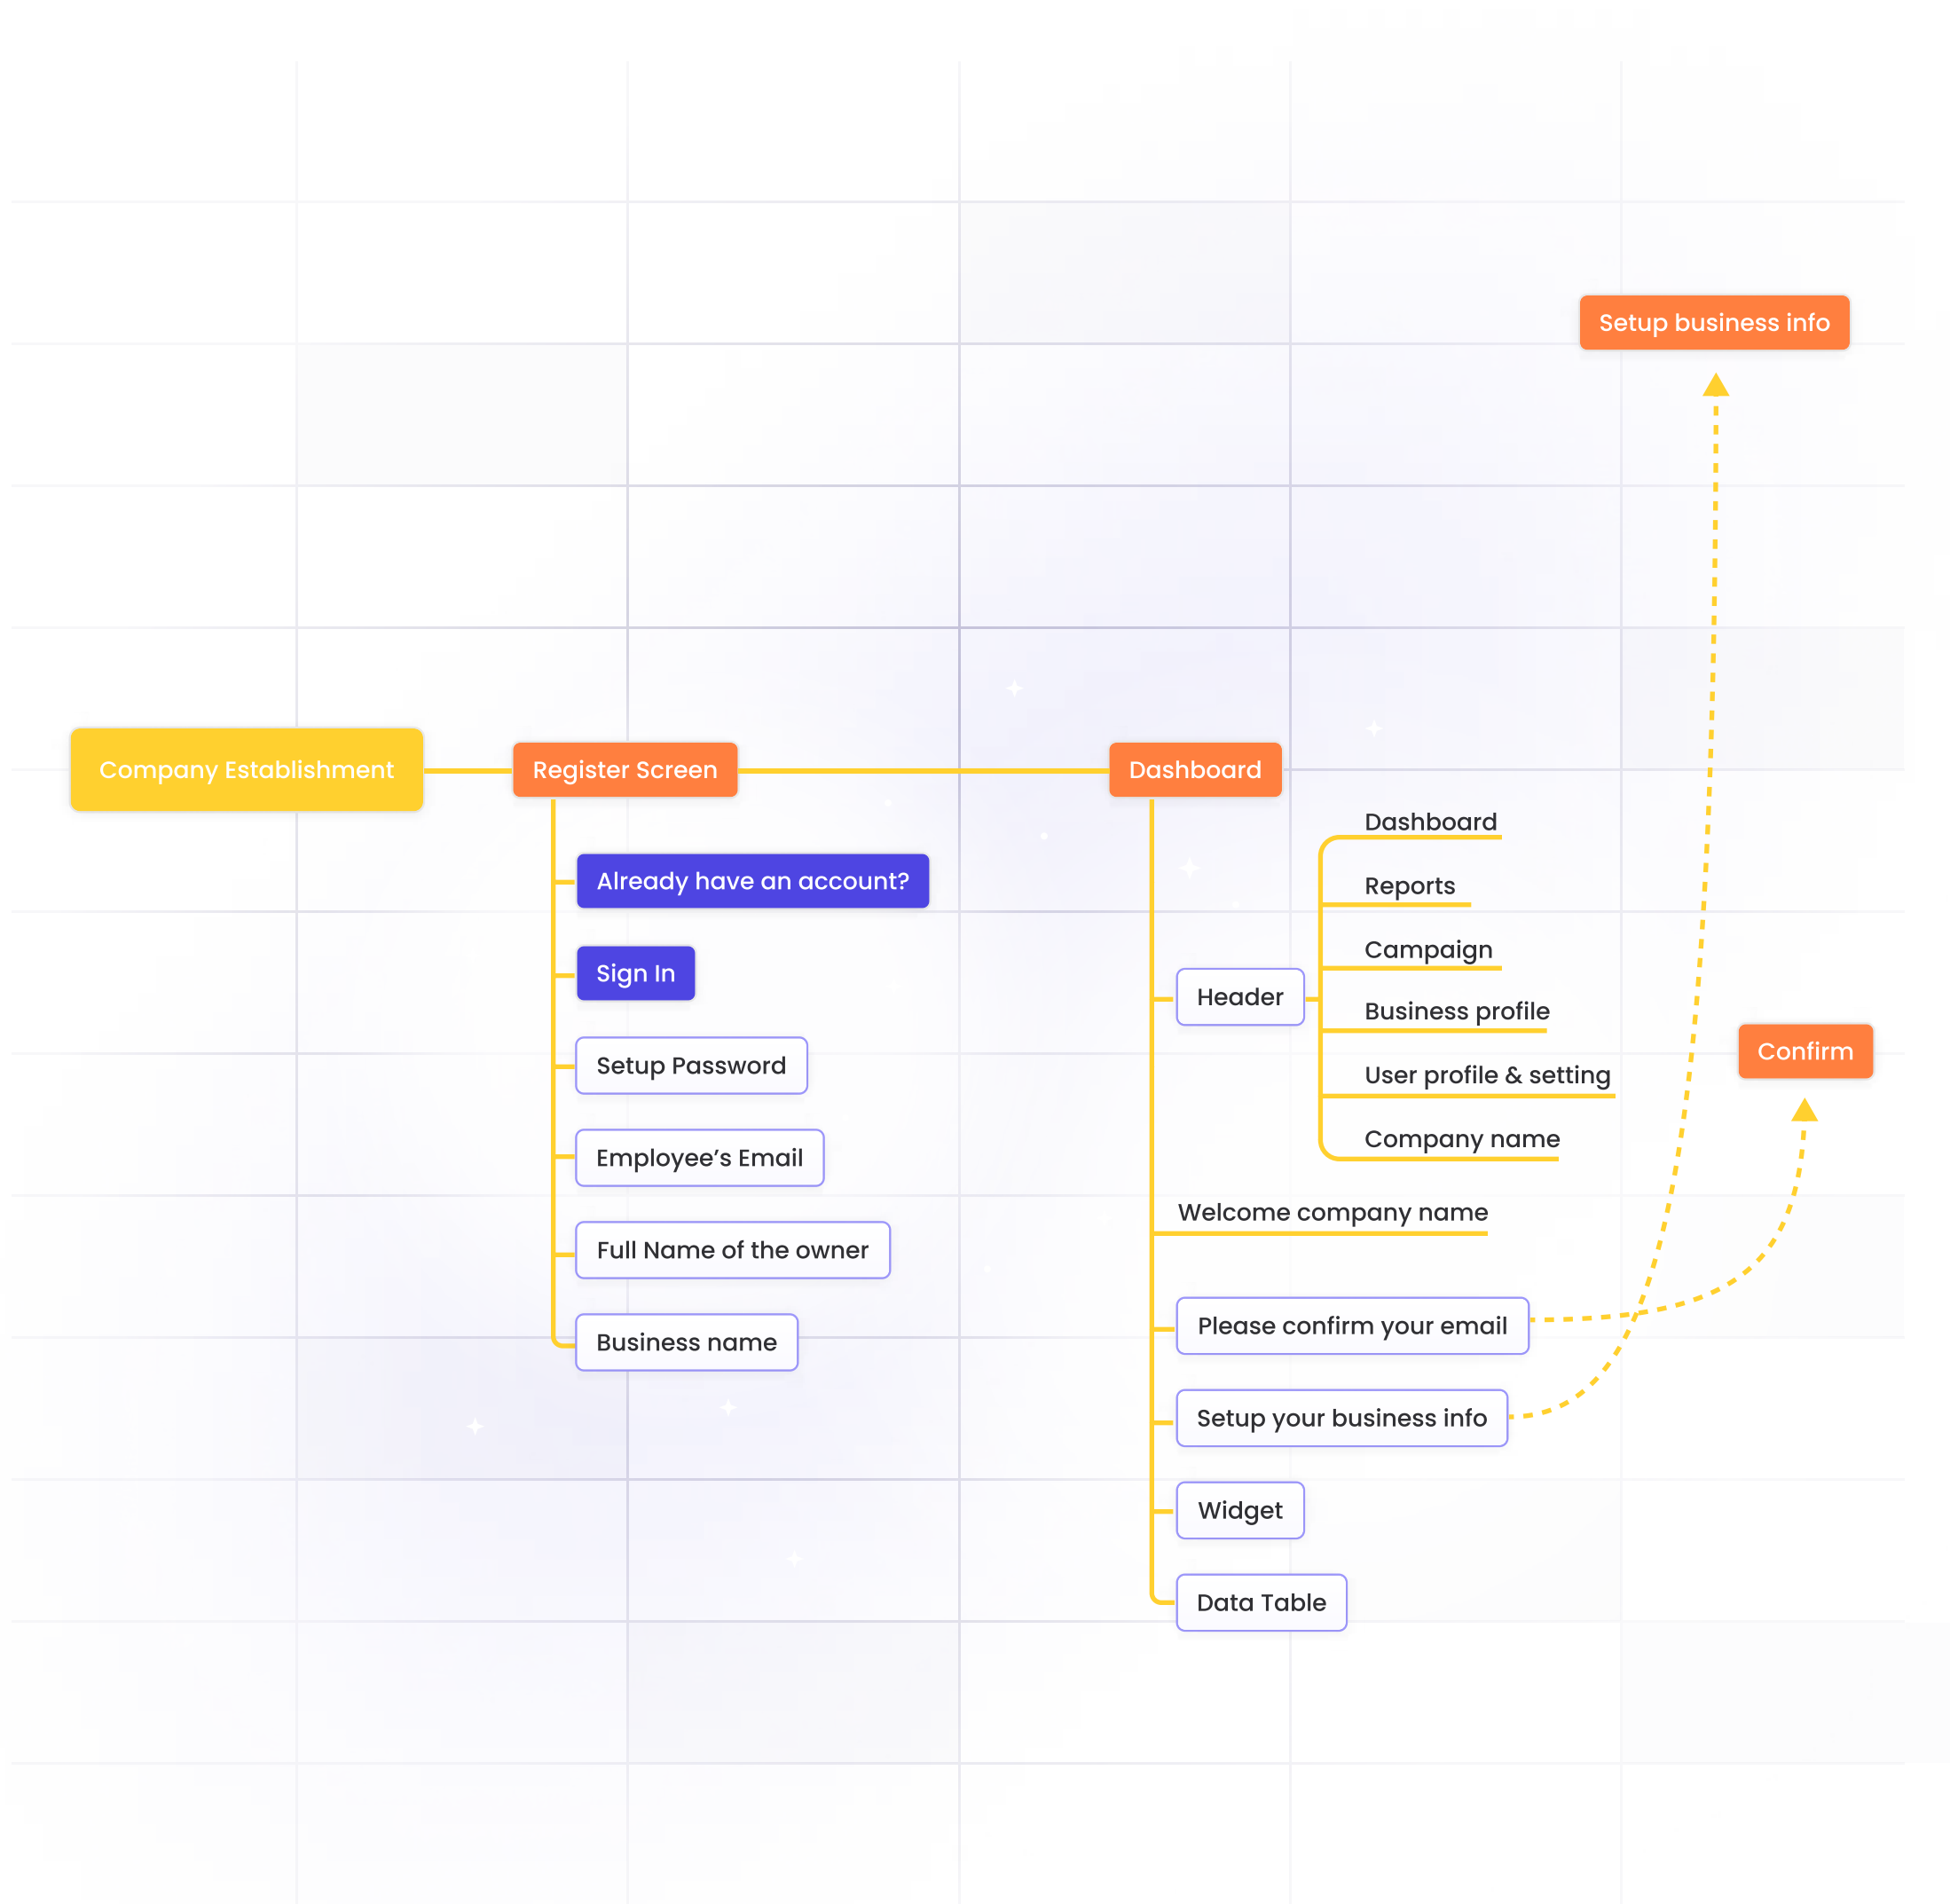 Setup business info
Company Establishment
Register Screen
Already have an account?
Sign In
Setup Password
Employee’s Email
Full Name of the owner
Business name
Dashboard
Header
Dashboard
Reports
Campaign
Business profile
User profile & setting
Company name
Welcome company name
Please confirm your email
Setup your business info
Widget
Data Table
Confirm